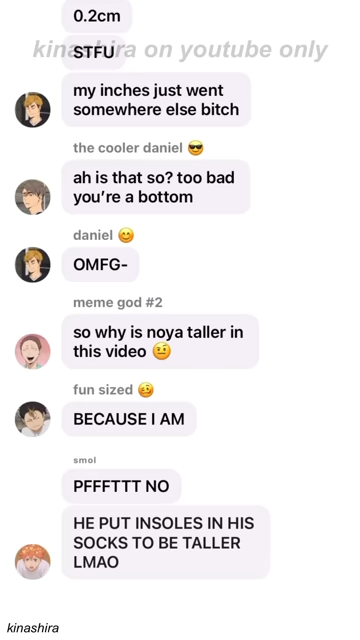 0.2cm
kinashira on youtube only
STFU
my inches just went
somewhere else bitch
the cooler daniel 😎
ah is that so? too bad
you're a bottom
daniel 😊
OMFG-
meme god #2
so why is noya taller in
this video 🤨
fun sized 🥴
BECAUSE I AM
smol
PFFFTTT NO
HE PUT INSOLES IN HIS
SOCKS TO BE TALLER
LMAO
kinashira